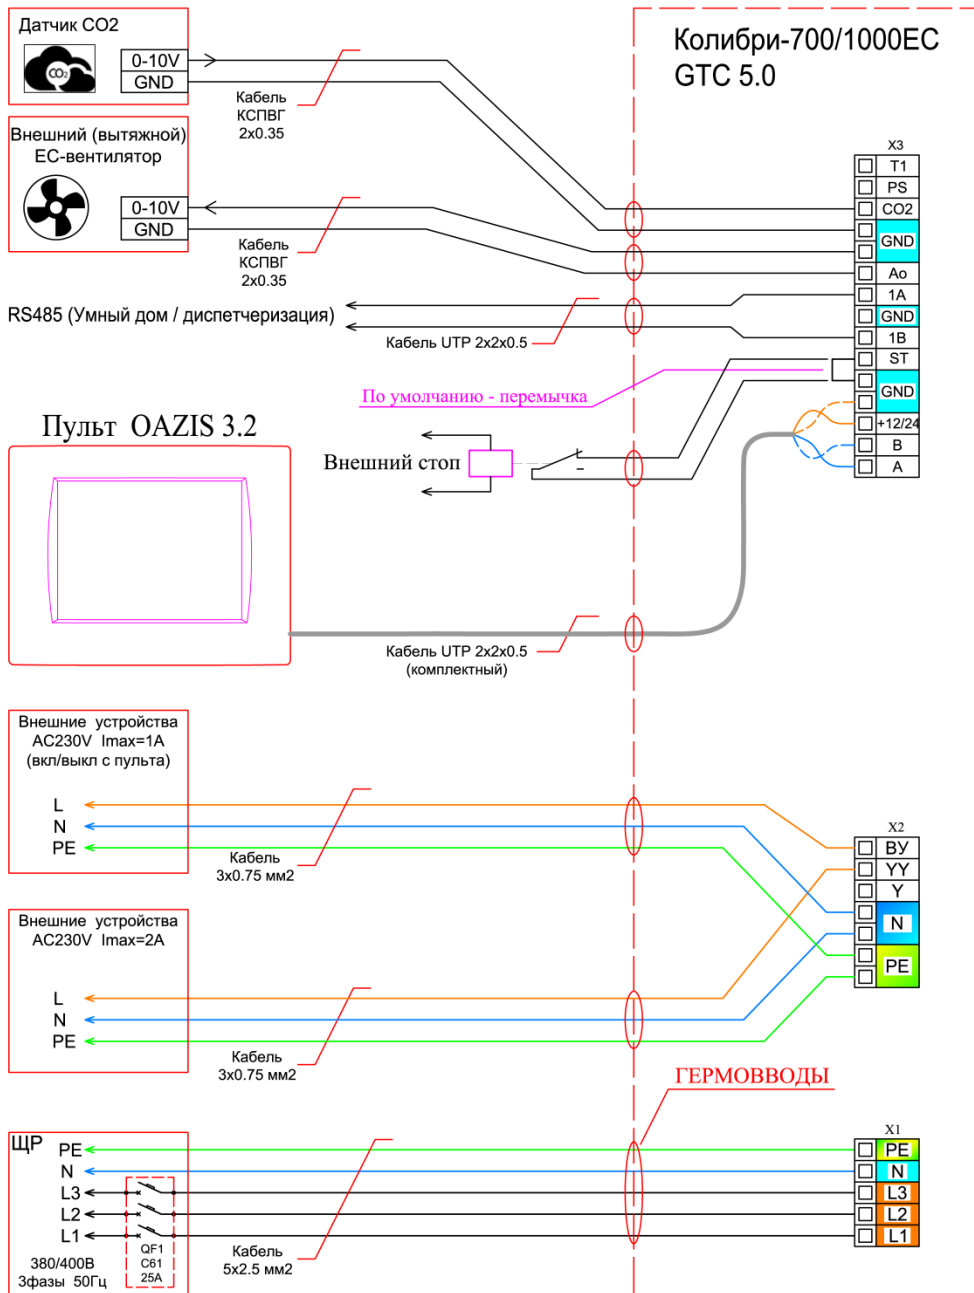 Датчик CO2
CO₂
0-10V
GND
Кабель
КСПВГ
2x0.35
Колибри-700/1000EC
GTC 5.0
Внешний (вытяжной)
EC-вентилятор
0-10V
GND
Кабель
КСПВГ
2x0.35
X3
T1
PS
CO2
GND
Ao
1A
GND
1B
ST
GND
+12/24
B
A
RS485 (Умный дом / диспетчеризация)
Кабель UTP 2x2x0.5
По умолчанию - перемычка
Внешний стоп
Пульт OAZIS 3.2
Кабель UTP 2x2x0.5
(комплектный)
Внешние устройства
AC230V Imax=1A
(вкл/выкл с пульта)
L
N
PE
Кабель
3x0.75 мм2
X2
ВУ
YY
Y
N
PE
Внешние устройства
AC230V Imax=2A
L
N
PE
Кабель
3x0.75 мм2
ГЕРМОВВОДЫ
ЩР
PE
N
L3
L2
L1
QF1
C61
25A
380/400В
3фазы 50Гц
Кабель
5x2.5 мм2
X1
PE
N
L3
L2
L1